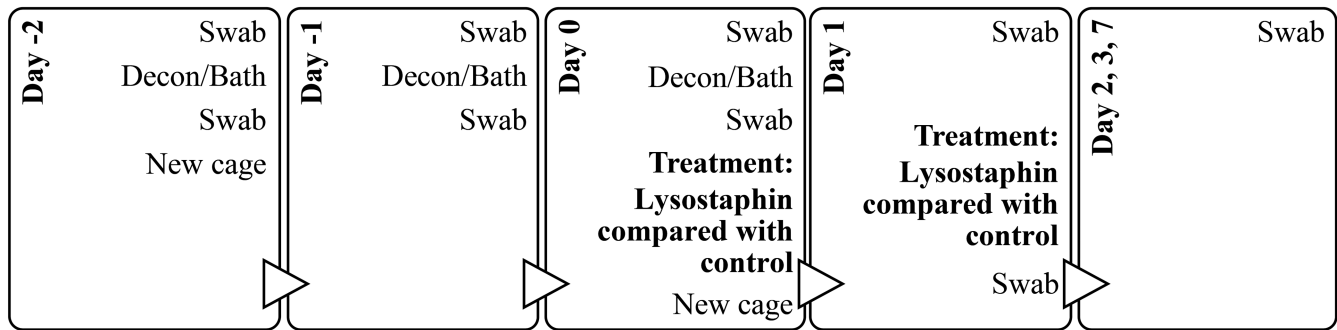 Day -2
Swab
Decon/Bath
Swab
New cage
Day -1
Swab
Decon/Bath
Swab
Day 0
Swab
Decon/Bath
Swab
Treatment:
Lysostaphin
compared with
control
New cage
Day 1
Swab
Treatment:
Lysostaphin
compared with
control
Swab
Day 2, 3, 7
Swab